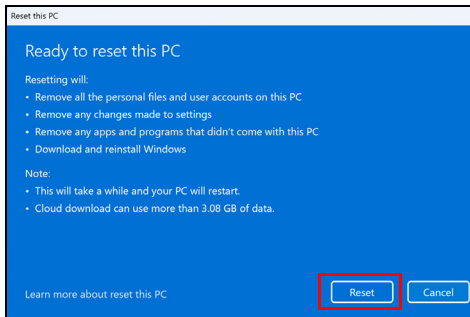 Reset this PC
Ready to reset this PC
Resetting will:
• Remove all the personal files and user accounts on this PC
• Remove any changes made to settings
• Remove any apps and programs that didn't come with this PC
• Download and reinstall Windows
Note:
• This will take a while and your PC will restart.
• Cloud download can use more than 3.08 GB of data.
Learn more about reset this PC
Reset
Cancel